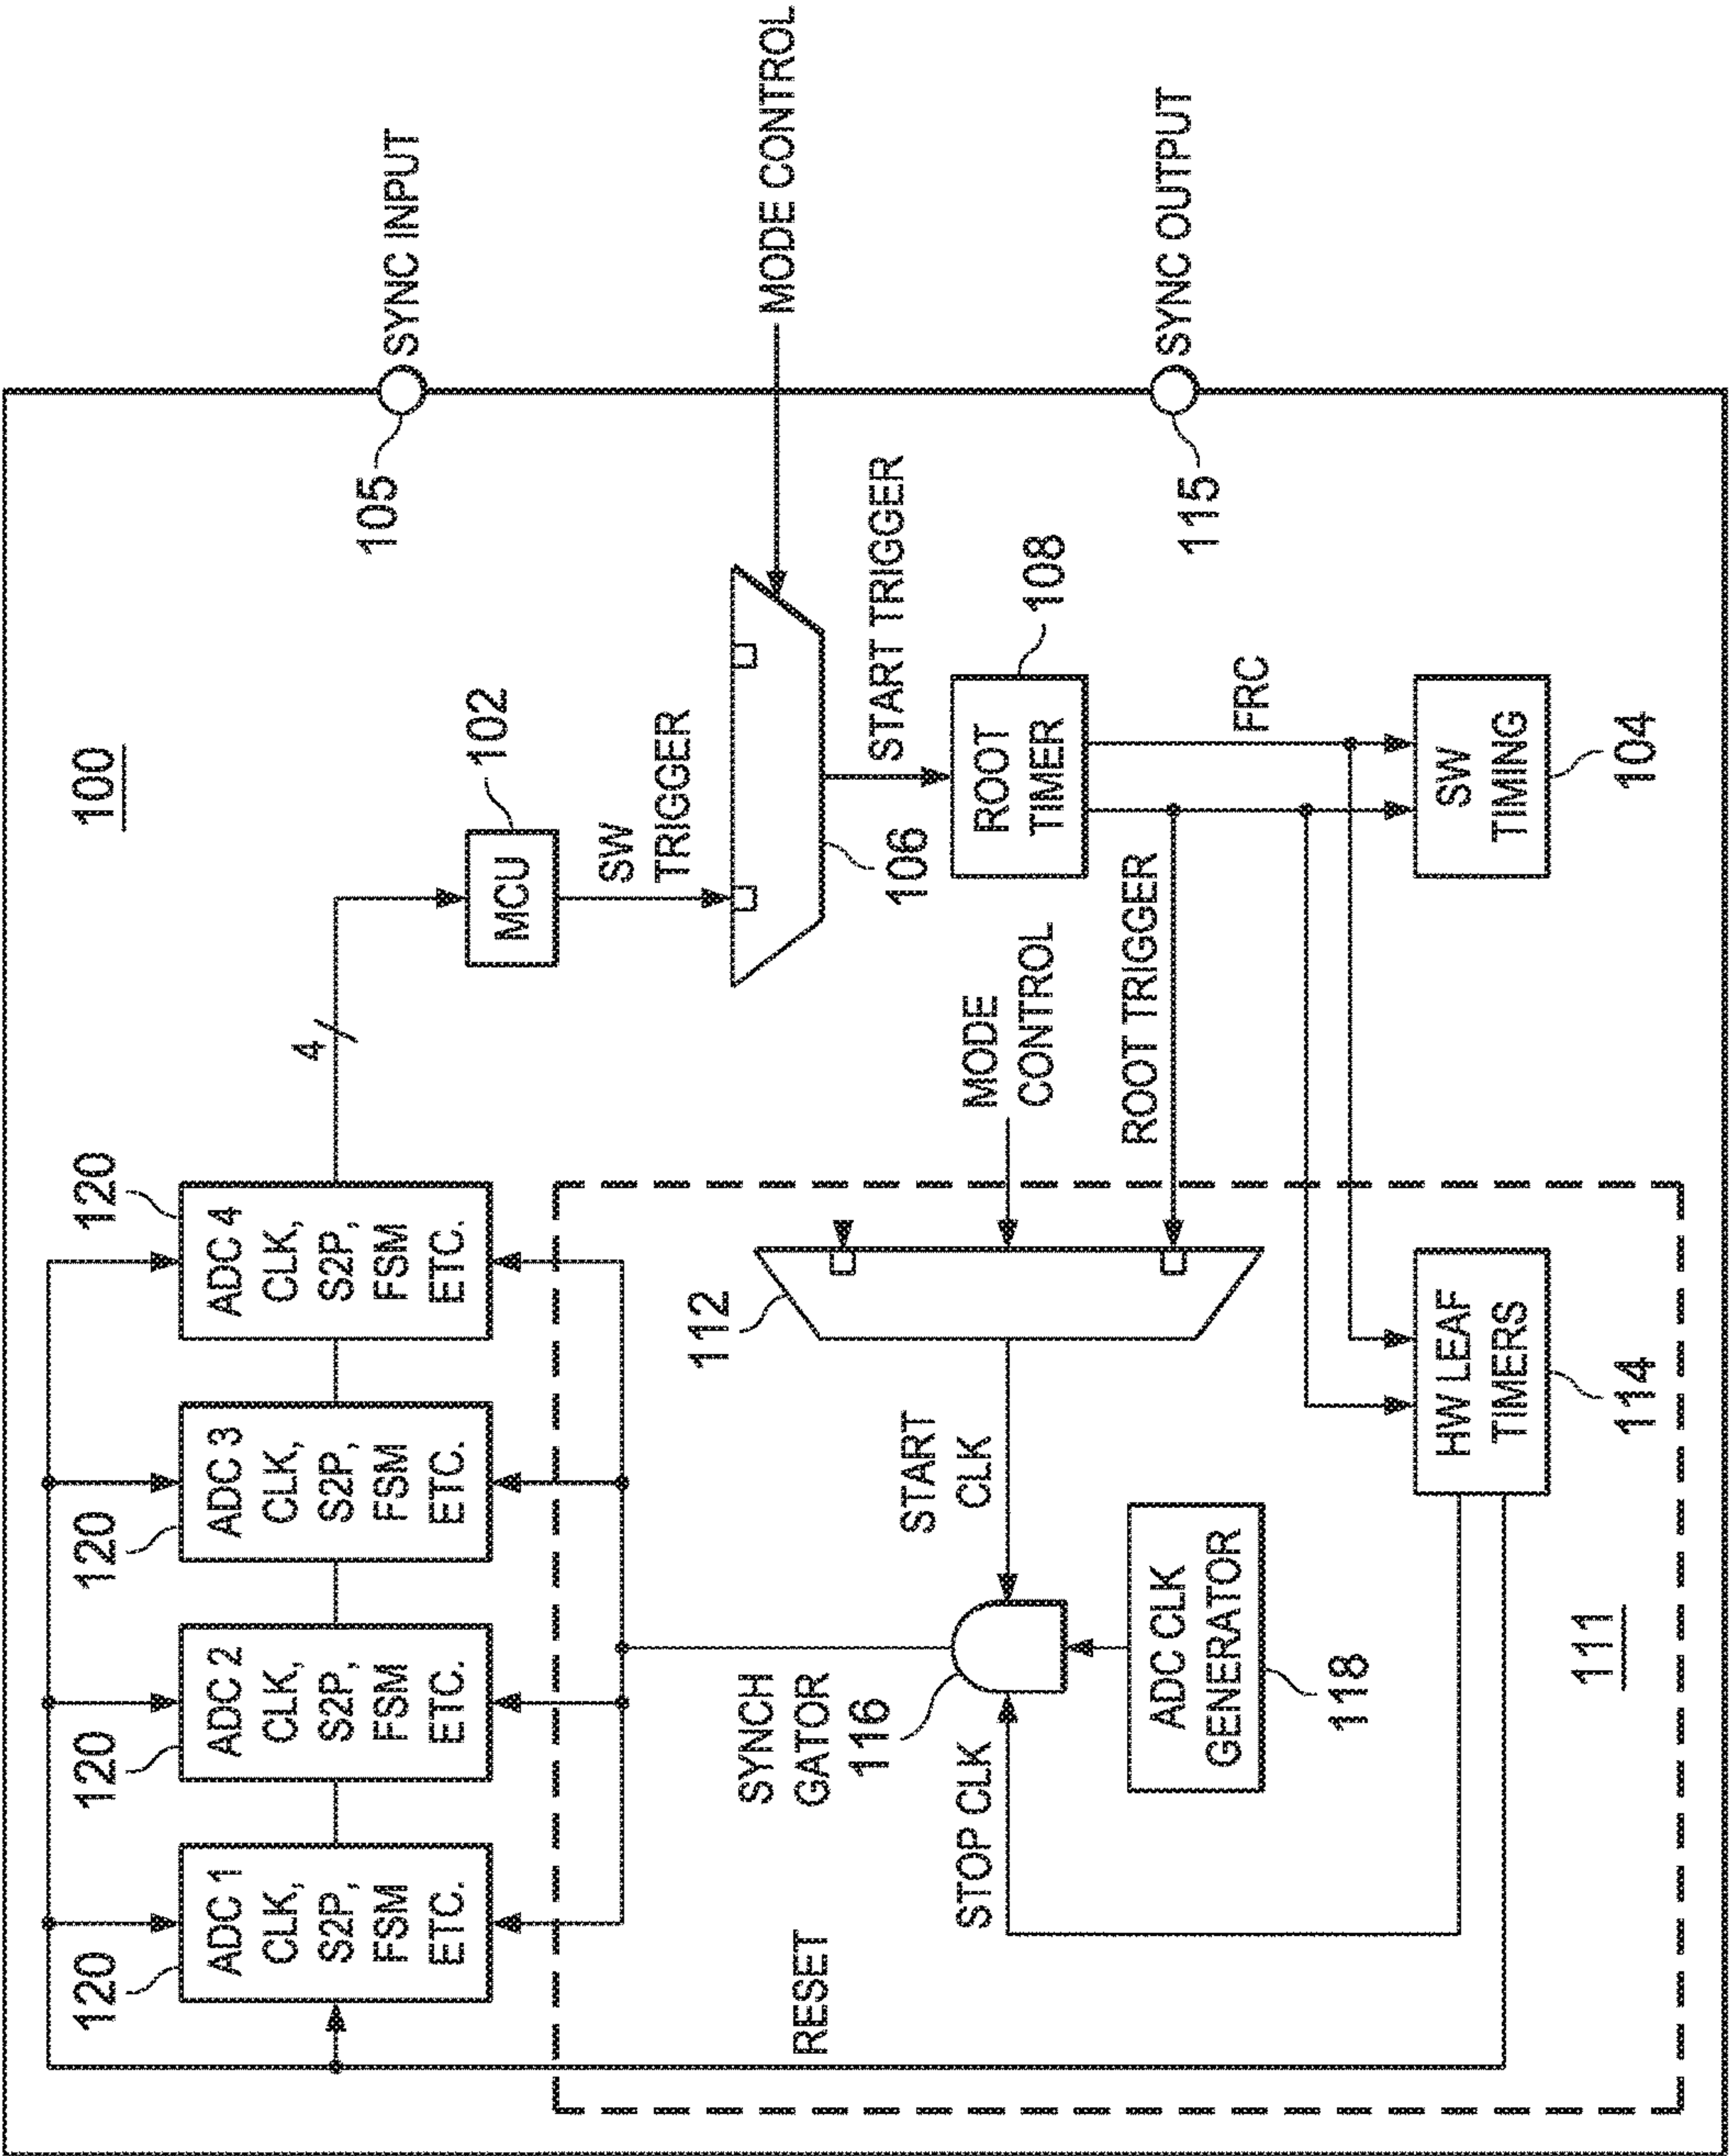 100
120
120
120
120
ADC 1
CLK,
S2P,
FSM
ETC.
ADC 2
CLK,
S2P,
FSM
ETC.
ADC 3
CLK,
S2P,
FSM
ETC.
ADC 4
CLK,
S2P,
FSM
ETC.
4
MCU
102
SW
TRIGGER
106
MODE CONTROL
START TRIGGER
105
SYNC INPUT
RESET
SYNCH
GATOR
116
STOP CLK
START
CLK
112
MODE
CONTROL
ROOT TRIGGER
ROOT
TIMER
108
FRC
ADC CLK
GENERATOR
118
HW LEAF
TIMERS
114
SW
TIMING
104
115
SYNC OUTPUT
111